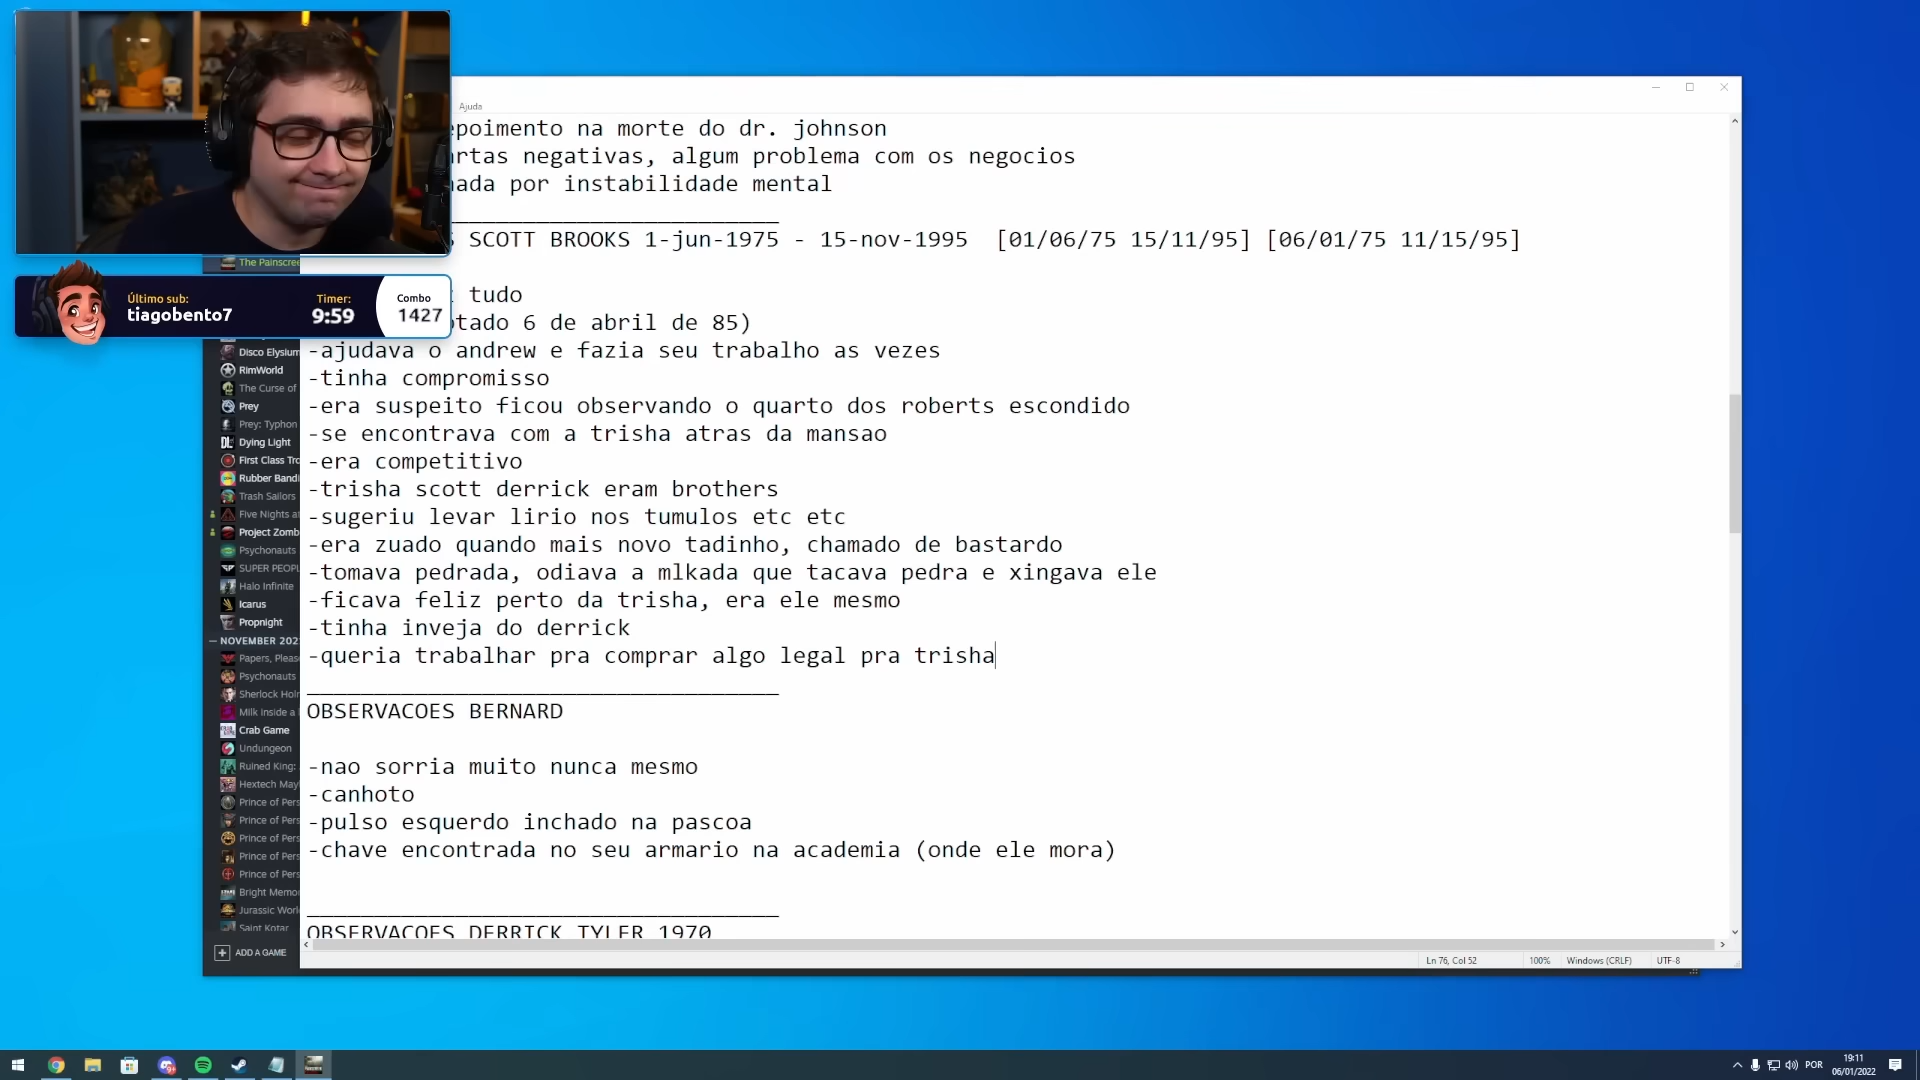 Ajuda
epoimento na morte do dr. johnson
artas negativas, algum problema com os negocios
nada por instabilidade mental
SCOTT BROOKS 1-jun-1975 - 15-nov-1995 [01/06/75 15/11/95] [06/01/75 11/15/95]
tudo
tado 6 de abril de 85)
-ajudava o andrew e fazia seu trabalho as vezes
-tinha compromisso
-era suspeito ficou observando o quarto dos roberts escondido
-se encontrava com a trisha atras da mansao
-era competitivo
-trisha scott derrick eram brothers
-sugeriu levar lirio nos tumulos etc etc
-era zuado quando mais novo tadinho, chamado de bastardo
-tomava pedrada, odiava a mlkada que tacava pedra e xingava ele
-ficava feliz perto da trisha, era ele mesmo
-tinha inveja do derrick
-queria trabalhar pra comprar algo legal pra trisha
OBSERVACOES BERNARD
-nao sorria muito nunca mesmo
-canhoto
-pulso esquerdo inchado na pascoa
-chave encontrada no seu armario na academia (onde ele mora)
OBSERVACOES DERRICK TYLER 1970
Ln 76, Col 52
100%
Windows (CRLF)
UTF-8
Último sub:
tiagobento7
Timer:
9:59
Combo
1427
The Painscre
Disco Elysium
RimWorld
The Curse of
Prey
Prey: Typhon
Dying Light
First Class Tro
Rubber Bandi
Trash Sailors
Five Nights a
Project Zomb
Psychonauts
SUPER PEOPL
Halo Infinite
Icarus
Propnight
— NOVEMBER 202
Papers, Pleas
Psychonauts
Sherlock Hol
Milk inside a
Crab Game
Undungeon
Ruined King:
Hextech May
Prince of Pers
Prince of Pers
Prince of Pers
Prince of Pers
Prince of Pers
Bright Memo
Jurassic Worl
Saint Kotar
ADD A GAME
POR
19:11
06/01/2022